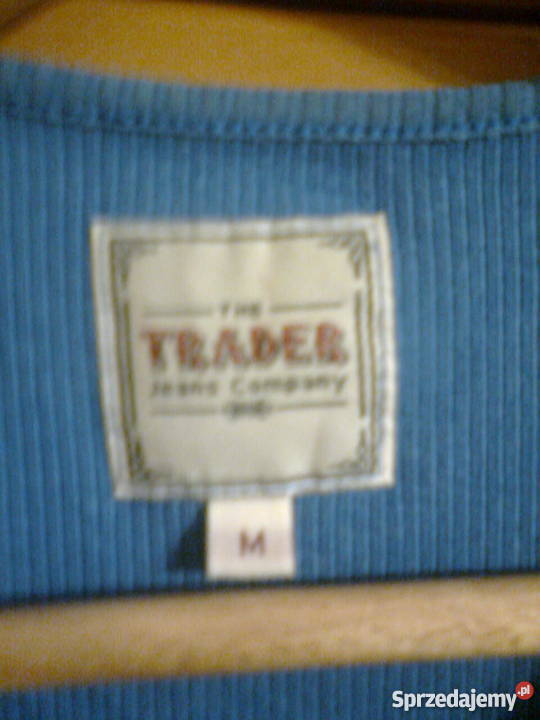 THE
TRADER
Jeans Company
M
Sprzedajemy.pl